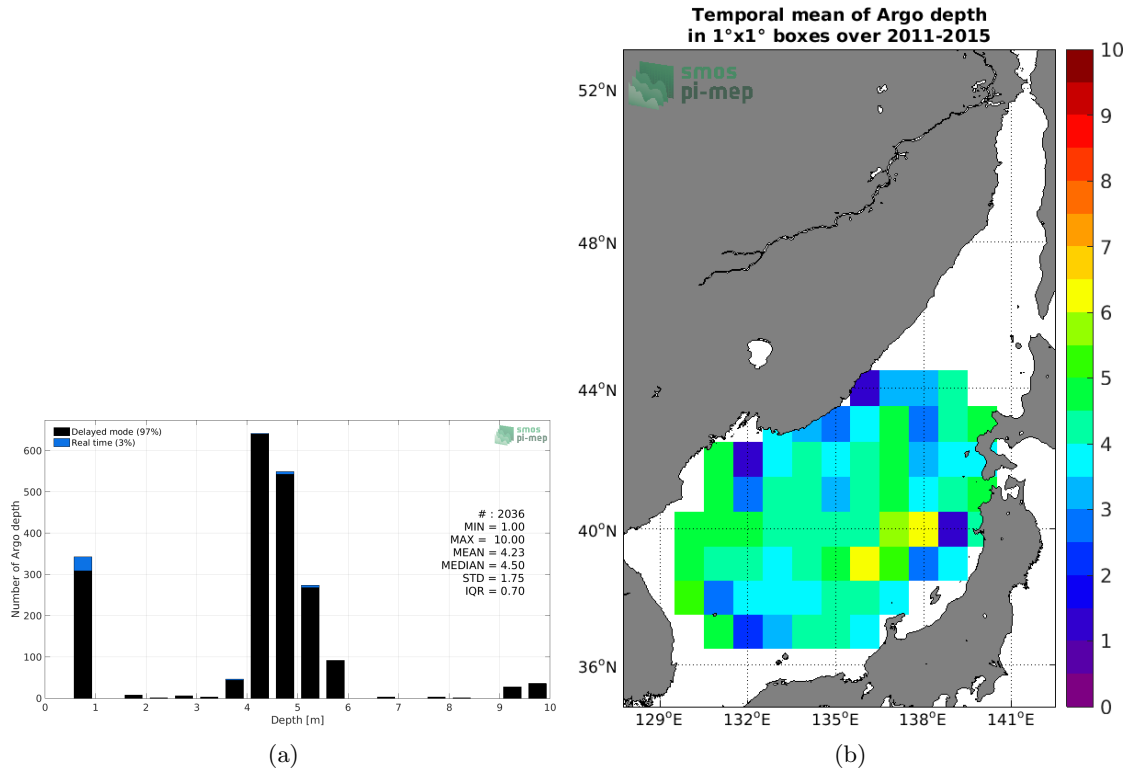 Temporal mean of Argo depth
in 1°x1° boxes over 2011-2015
smos
pi-mep
52°N
48°N
44°N
40°N
36°N
129°E
132°E
135°E
138°E
141°E
10
9
8
7
6
5
4
3
2
1
0
Delayed mode (97%)
Real time (3%)
smos
pi-mep
Number of Argo depth
600
500
400
300
200
100
0
# : 2036
MIN = 1.00
MAX = 10.00
MEAN = 4.23
MEDIAN = 4.50
STD = 1.75
IQR = 0.70
0 1 2 3 4 5 6 7 8 9 10
Depth [m]
(a)
(b)